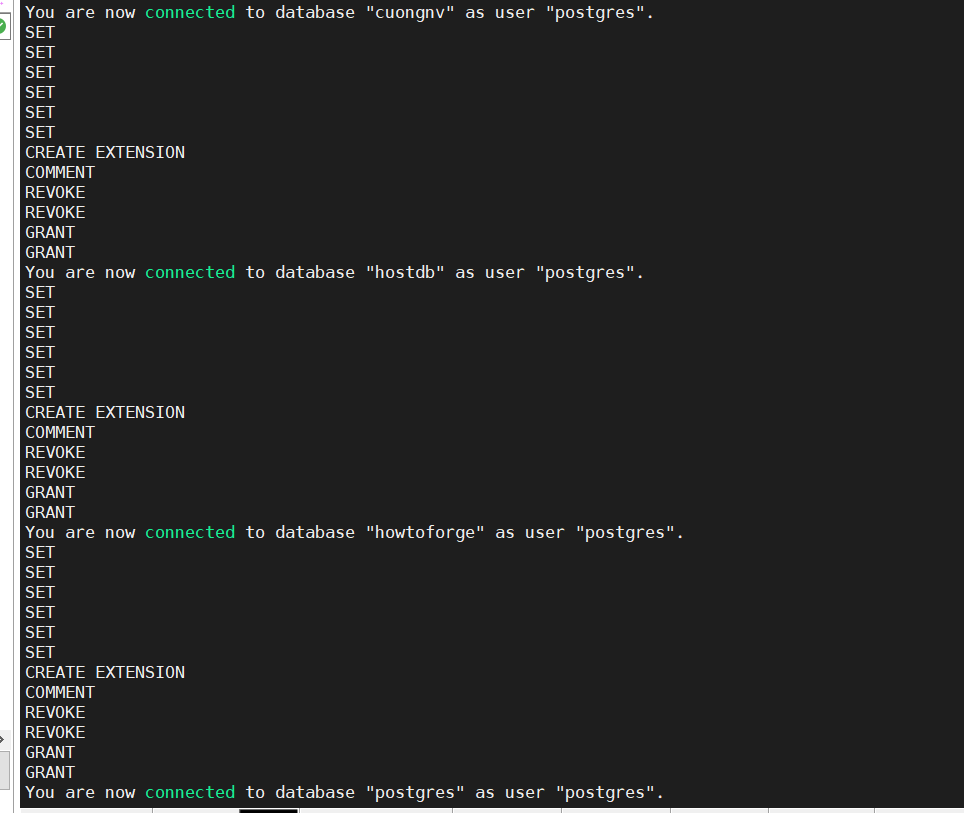 You are now connected to database "cuongnv" as user "postgres".
SET
SET
SET
SET
SET
SET
CREATE EXTENSION
COMMENT
REVOKE
REVOKE
GRANT
GRANT
You are now connected to database "hostdb" as user "postgres".
SET
SET
SET
SET
SET
SET
CREATE EXTENSION
COMMENT
REVOKE
REVOKE
GRANT
GRANT
You are now connected to database "howtoforge" as user "postgres".
SET
SET
SET
SET
SET
SET
CREATE EXTENSION
COMMENT
REVOKE
REVOKE
GRANT
GRANT
You are now connected to database "postgres" as user "postgres".